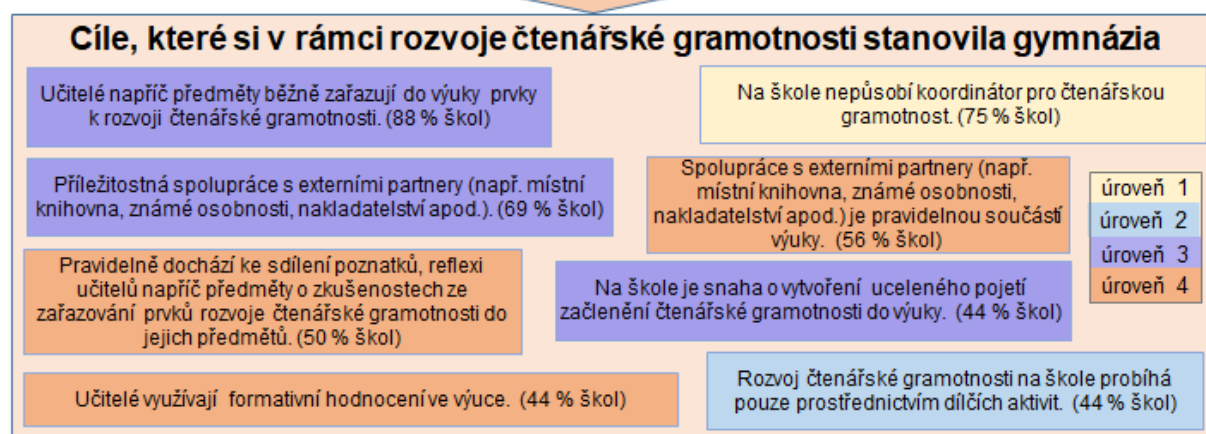 Cíle, které si v rámci rozvoje čtenářské gramotnosti stanovila gymnázia
Učitelé napříč předměty běžně zařazují do výuky prvky
k rozvoji čtenářské gramotnosti. (88 % škol)
Na škole nepůsobí koordinátor pro čtenářskou
gramotnost. (75 % škol)
Příležitostná spolupráce s externími partnery (např. místní
knihovna, známé osobnosti, nakladatelství apod.). (69 % škol)
Spolupráce s externími partnery (např.
místní knihovna, známé osobnosti,
nakladatelství apod.) je pravidelnou součástí
výuky. (56 % škol)
úroveň 1
úroveň 2
úroveň 3
úroveň 4
Pravidelně dochází ke sdílení poznatků, reflexi
učitelů napříč předměty o zkušenostech ze
zařazování prvků rozvoje čtenářské gramotnosti do
jejich předmětů. (50 % škol)
Na škole je snaha o vytvoření uceleného pojetí
začlenění čtenářské gramotnosti do výuky. (44 % škol)
Učitelé využívají formativní hodnocení ve výuce. (44 % škol)
Rozvoj čtenářské gramotnosti na škole probíhá
pouze prostřednictvím dílčích aktivit. (44 % škol)